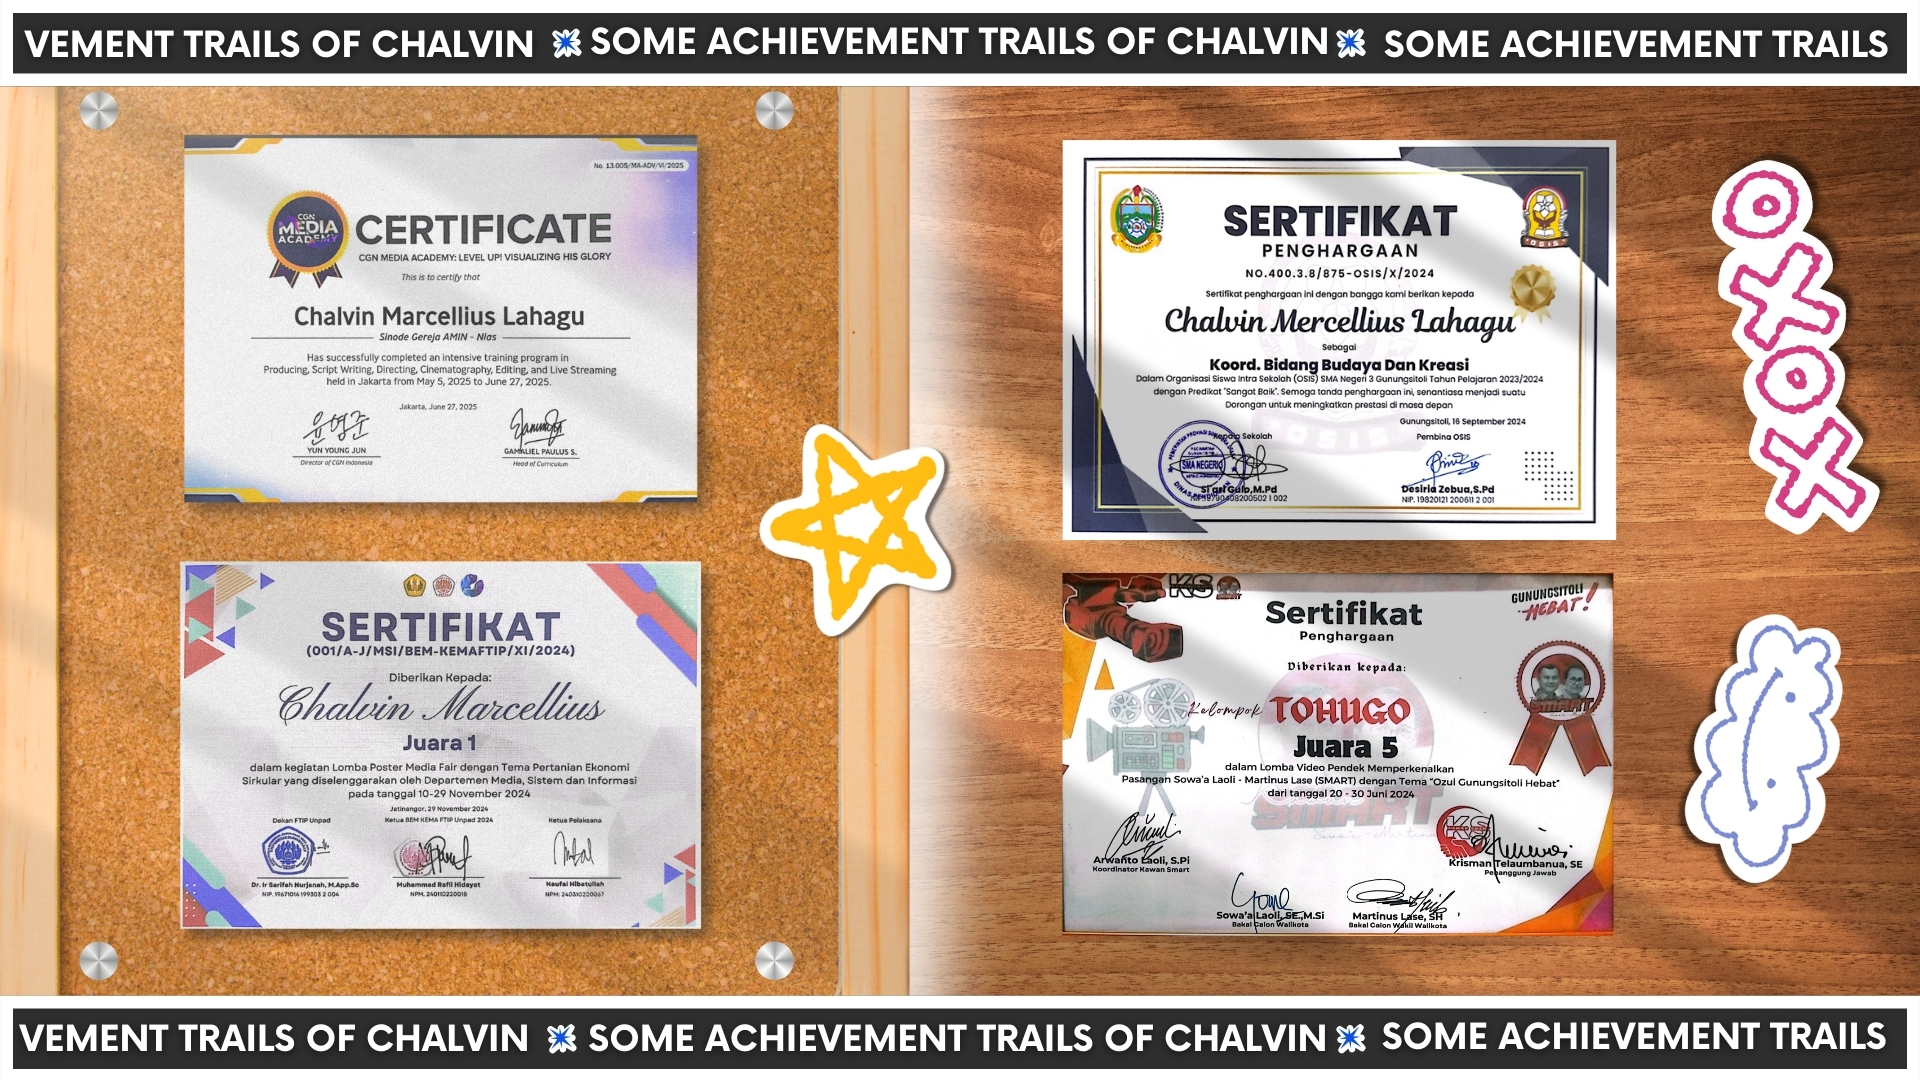 VEMENT TRAILS OF CHALVIN SOME ACHIEVEMENT TRAILS OF CHALVIN SOME ACHIEVEMENT TRAILS
No. 13.005/MA-ADV/VI/2025
CGN
MEDIA
ACADEMY
CERTIFICATE
CGN MEDIA ACADEMY: LEVEL UP! VISUALIZING HIS GLORY
This is to certify that
Chalvin Marcellius Lahagu
Sinode Gereja AMIN - Nias
Has successfully completed an intensive training program in
Producing, Script Writing, Directing, Cinematography, Editing, and Live Streaming
held in Jakarta from May 5, 2025 to June 27, 2025.
Jakarta, June 27, 2025
윤영준
YUN YOUNG JUN
Director of CGN Indonesia
GAMALIEL PAULUS S.
Head of Curriculum
SERTIFIKAT
PENGHARGAAN
NO.400.3.8/875-OSIS/X/2024
Sertifikat penghargaan ini dengan bangga kami berikan kepada
Chalvin Mercellius Lahagu
Sebagai
Koord. Bidang Budaya Dan Kreasi
Dalam Organisasi Siswa Intra Sekolah (OSIS) SMA Negeri 3 Gunungsitoli Tahun Pelajaran 2023/2024
dengan Predikat "Sangat Baik". Semoga tanda penghargaan ini, senantiasa menjadi suatu
Dorongan untuk meningkatkan prestasi di masa depan
Gunungsitoli, 16 September 2024
Kepala Sekolah
SMA NEGERI
Pembina OSIS
Desiria Zebua,S.Pd
NIP. 19820121 200611 2 001
OSIS
OXOX
SERTIFIKAT
(001/A-J/MSI/BEM-KEMAFTIP/XI/2024)
Diberikan Kepada:
Chalvin Marcellius
Juara 1
dalam kegiatan Lomba Poster Media Fair dengan Tema Pertanian Ekonomi
Sirkular yang diselenggarakan oleh Departemen Media, Sistem dan Informasi
pada tanggal 10-29 November 2024
Jatinangor, 29 November 2024
Dekan FTIP Unpad
Dr. Ir Sarifah Nurjanah, M.App.Sc
NIP. 19671014 199303 2 004
Ketua BEM KEMA FTIP Unpad 2024
Muhammad Rafli Hidayat
NPM. 240110220018
Ketua Pelaksana
Naufal Hibatullah
NPM: 240310220067
KS
GUNUNGSITOLI
HEBAT!
Sertifikat
Penghargaan
Diberikan kepada:
Kelompok TOHUGO
Juara 5
dalam Lomba Video Pendek Memperkenalkan
Pasangan Sowa'a Laoli - Martinus Lase (SMART) dengan Tema "Ozui Gunungsitoli Hebat"
dari tanggal 20 - 30 Juni 2024
SMART
Arwanto Laoli, S.Pi
Koordinator Kawan Smart
KS
Krisman Telaumbanua, SE
Penanggung Jawab
Sowa'a Laoli, SE.,M.Si
Bakal Calon Walikota
Martinus Lase, SH
Bakal Calon Wakil Walikota
VEMENT TRAILS OF CHALVIN SOME ACHIEVEMENT TRAILS OF CHALVIN SOME ACHIEVEMENT TRAILS